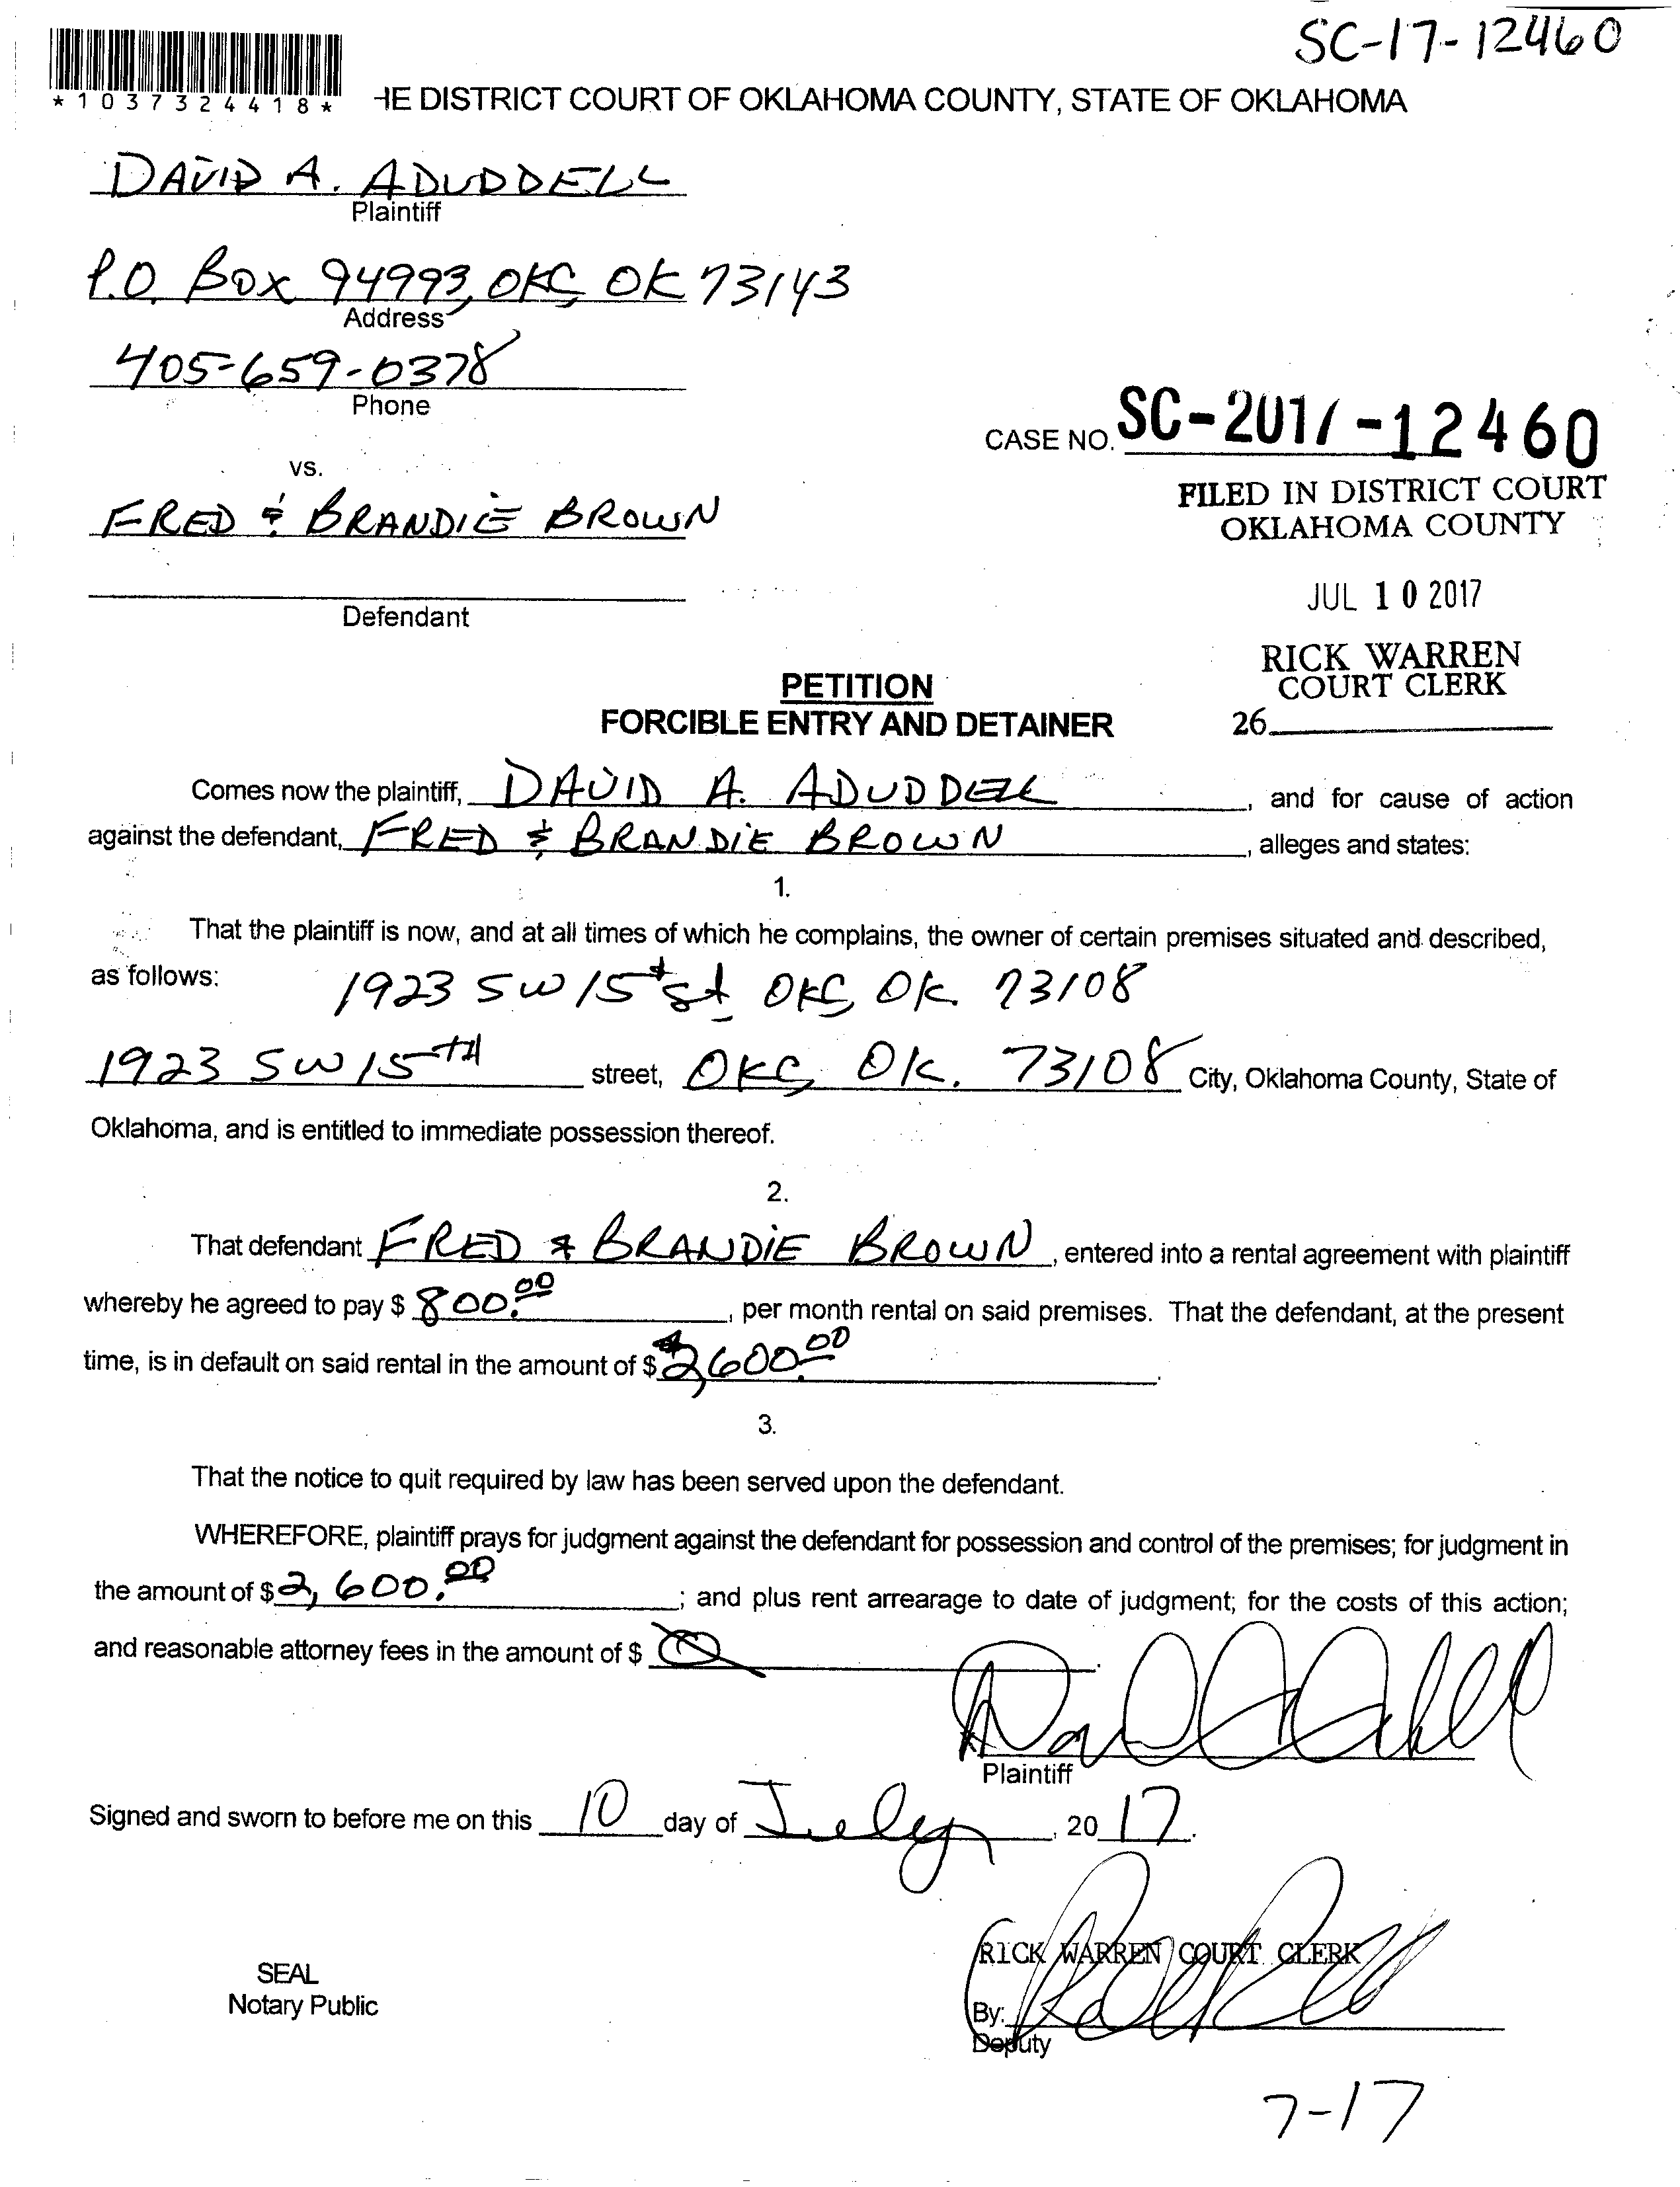 SC-17-12460
*1037324418*
HE DISTRICT COURT OF OKLAHOMA COUNTY, STATE OF OKLAHOMA
DAVID A. ADUDDELL
Plaintiff
P.O. Box 94993, OKC, OK 73143
Address
405-659-0378
Phone
CASE NO. SC-2017-12460
vs.
FILED IN DISTRICT COURT
OKLAHOMA COUNTY
FRED & BRANDIE BROWN
JUL 10 2017
Defendant
RICK WARREN
COURT CLERK
26
PETITION
FORCIBLE ENTRY AND DETAINER
Comes now the plaintiff, DAVID A. ADUDDELL, and for cause of action
against the defendant, FRED & BRANDIE BROWN, alleges and states:
1.
That the plaintiff is now, and at all times of which he complains, the owner of certain premises situated and described,
as follows: 1923 SW 15th St OKC, OK. 73108
1923 SW 15TH street, OKC, OK. 73108 City, Oklahoma County, State of
Oklahoma, and is entitled to immediate possession thereof.
2.
That defendant FRED & BRANDIE BROWN, entered into a rental agreement with plaintiff
whereby he agreed to pay $ 800.00, per month rental on said premises. That the defendant, at the present
time, is in default on said rental in the amount of $ $2,600.00.
3.
That the notice to quit required by law has been served upon the defendant.
WHEREFORE, plaintiff prays for judgment against the defendant for possession and control of the premises; for judgment in
the amount of $ 2,600.00; and plus rent arrearage to date of judgment; for the costs of this action;
and reasonable attorney fees in the amount of $ 0.
Plaintiff
Signed and sworn to before me on this 10 day of July, 2017.
RICK WARREN COURT CLERK
SEAL
Notary Public
By:
Deputy
7-17